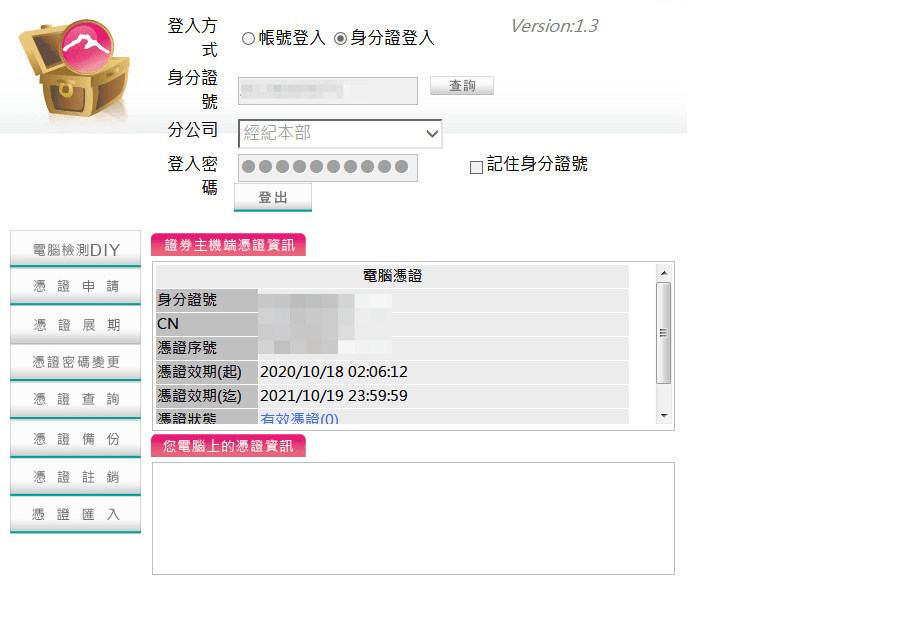 登入方式
帳號登入 身分證登入
Version:1.3
身分證號
查詢
分公司
經紀本部
登入密碼
記住身分證號
登出
電腦檢測DIY
憑證申請
憑證展期
憑證密碼變更
憑證查詢
憑證備份
憑證註銷
憑證匯入
證券主機端憑證資訊
電腦憑證
身分證號
CN
憑證序號
憑證效期(起) 2020/10/18 02:06:12
憑證效期(迄) 2021/10/19 23:59:59
憑證狀態 有效憑證(0)
您電腦上的憑證資訊